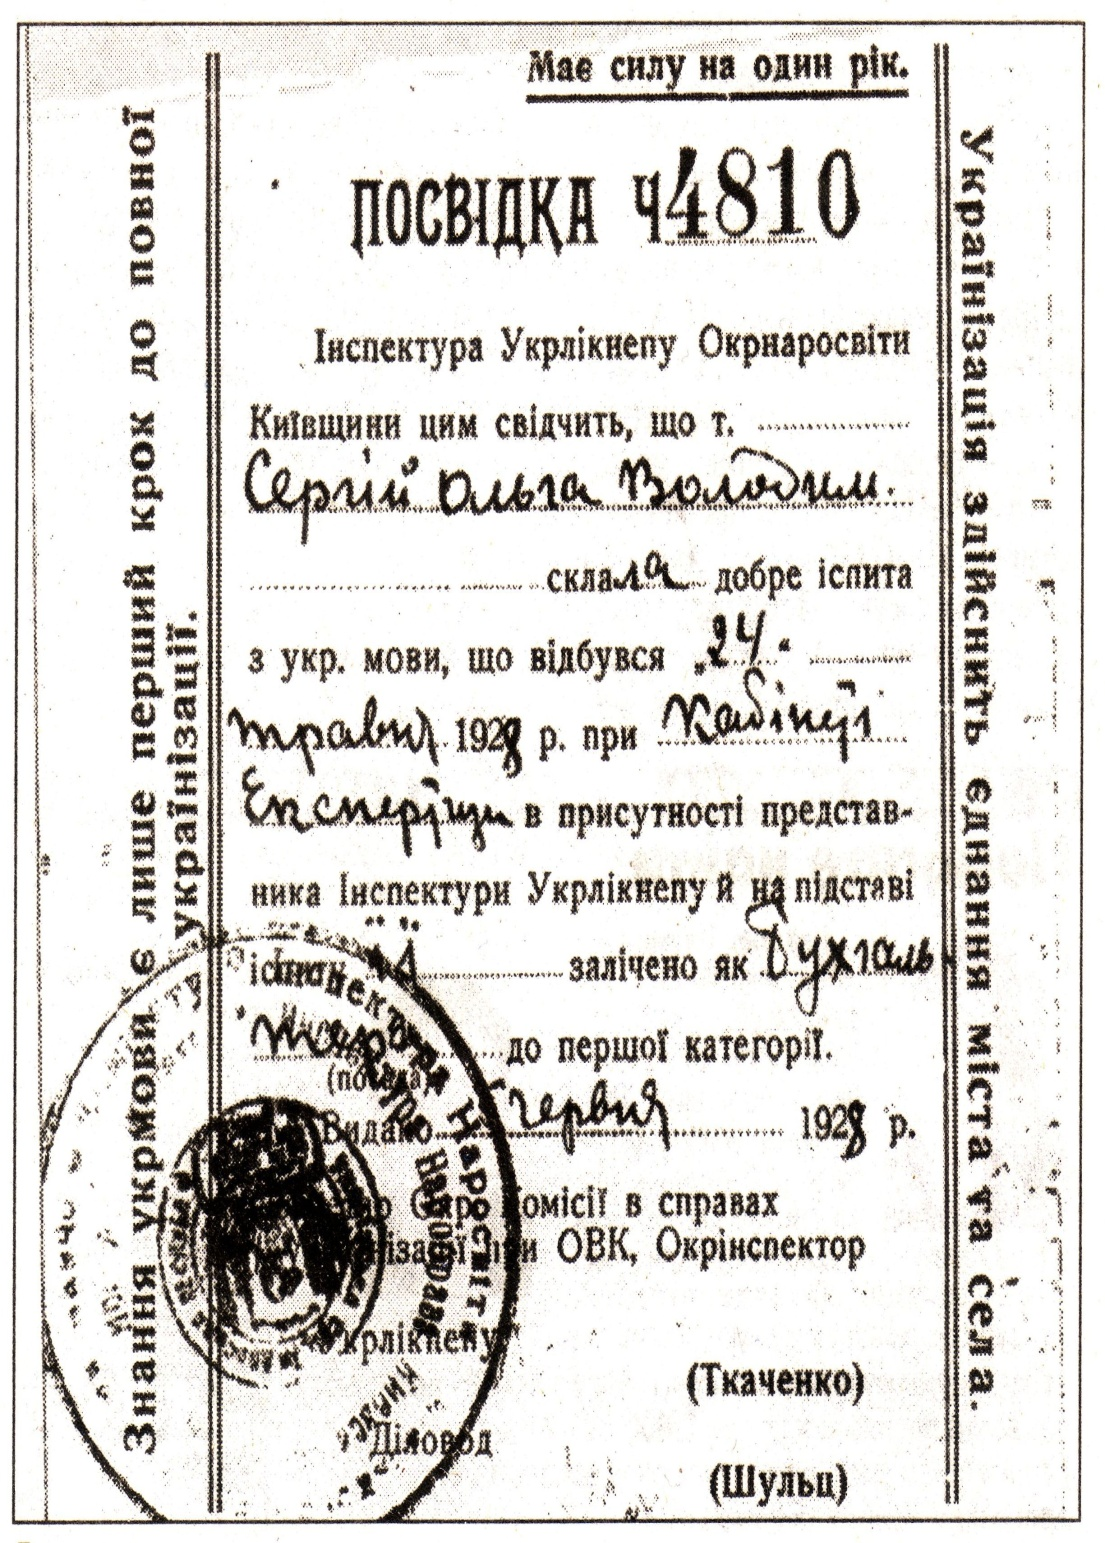 Має силу на один рік.
ПОСВІДКА Ч 4810
Інспектура Укрлікнепу Окрнаросвіти
Київщини цим свідчить, що т.
Сергій Ольга Володим.
склала добре іспита
з укр. мови, що відбувся „24"
травня 1928 р. при Кабінеті
Експертизи в присутності представ-
ника Інспектури Укрлікнепу й на підставі
залічено як Бухгаль-
тера до першої категорії.
(посада)
Видано червня 1928 р.
Комісії в справах
при ОВК, Окрінспектор
Укрлікнепу
(Ткаченко)
Діловод
(Шульц)
Знання укрмови є лише перший крок до повної
українізації.
Українізація здійснить єднання міста та села.
Інспектура Наросвіти